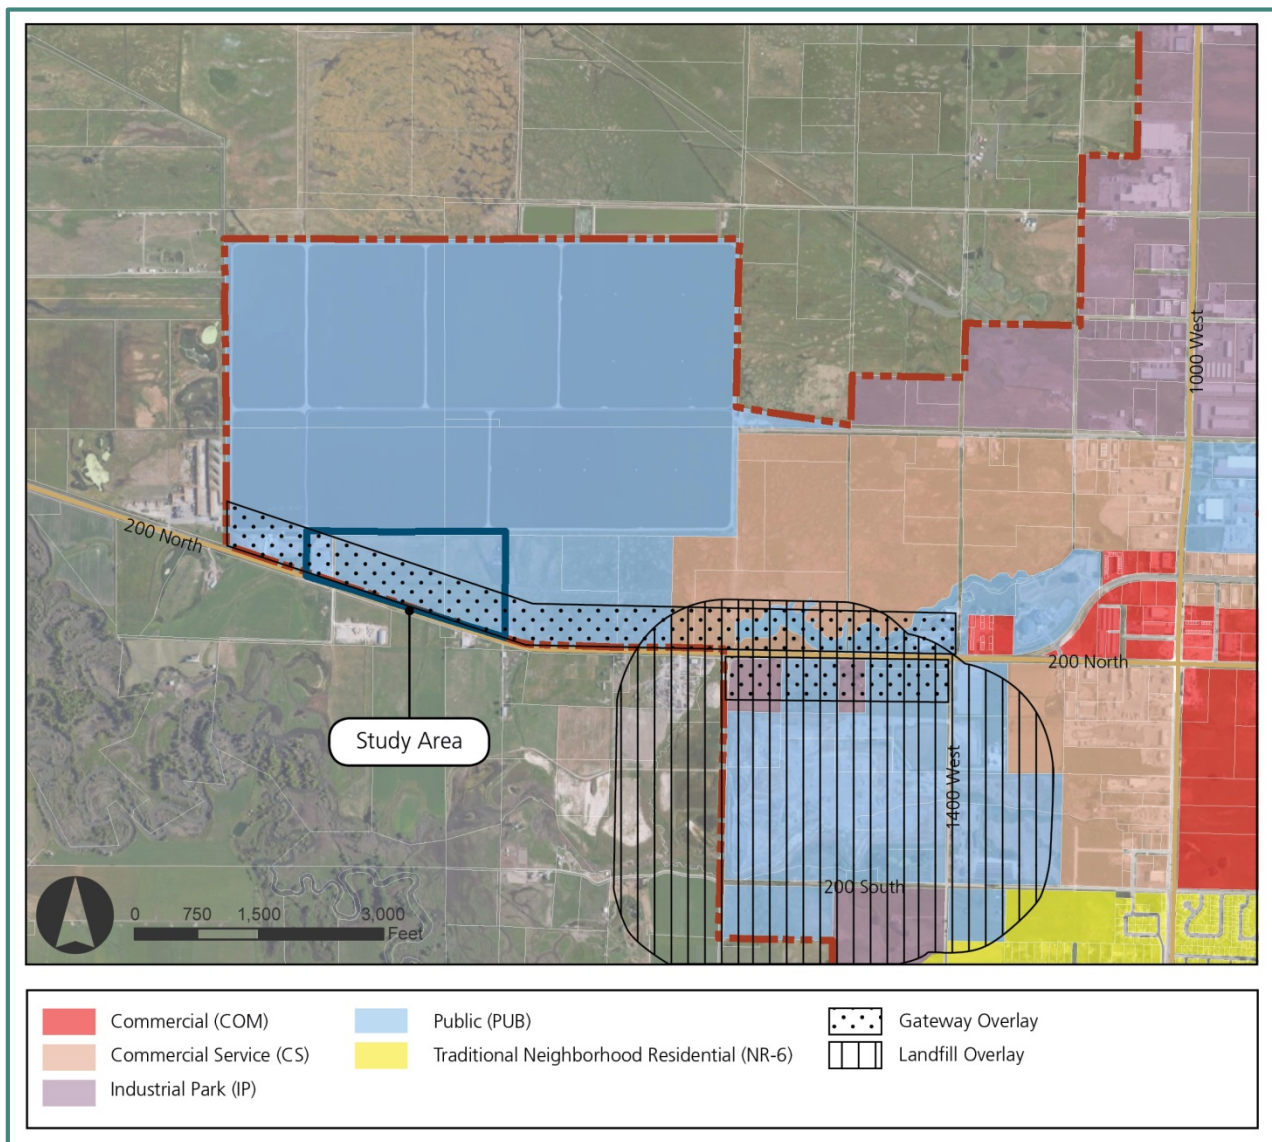 1000 West
200 North
200 North
Study Area
1400 West
200 South
0 750 1,500 3,000
Feet
Commercial (COM)
Commercial Service (CS)
Industrial Park (IP)
Public (PUB)
Traditional Neighborhood Residential (NR-6)
Gateway Overlay
Landfill Overlay